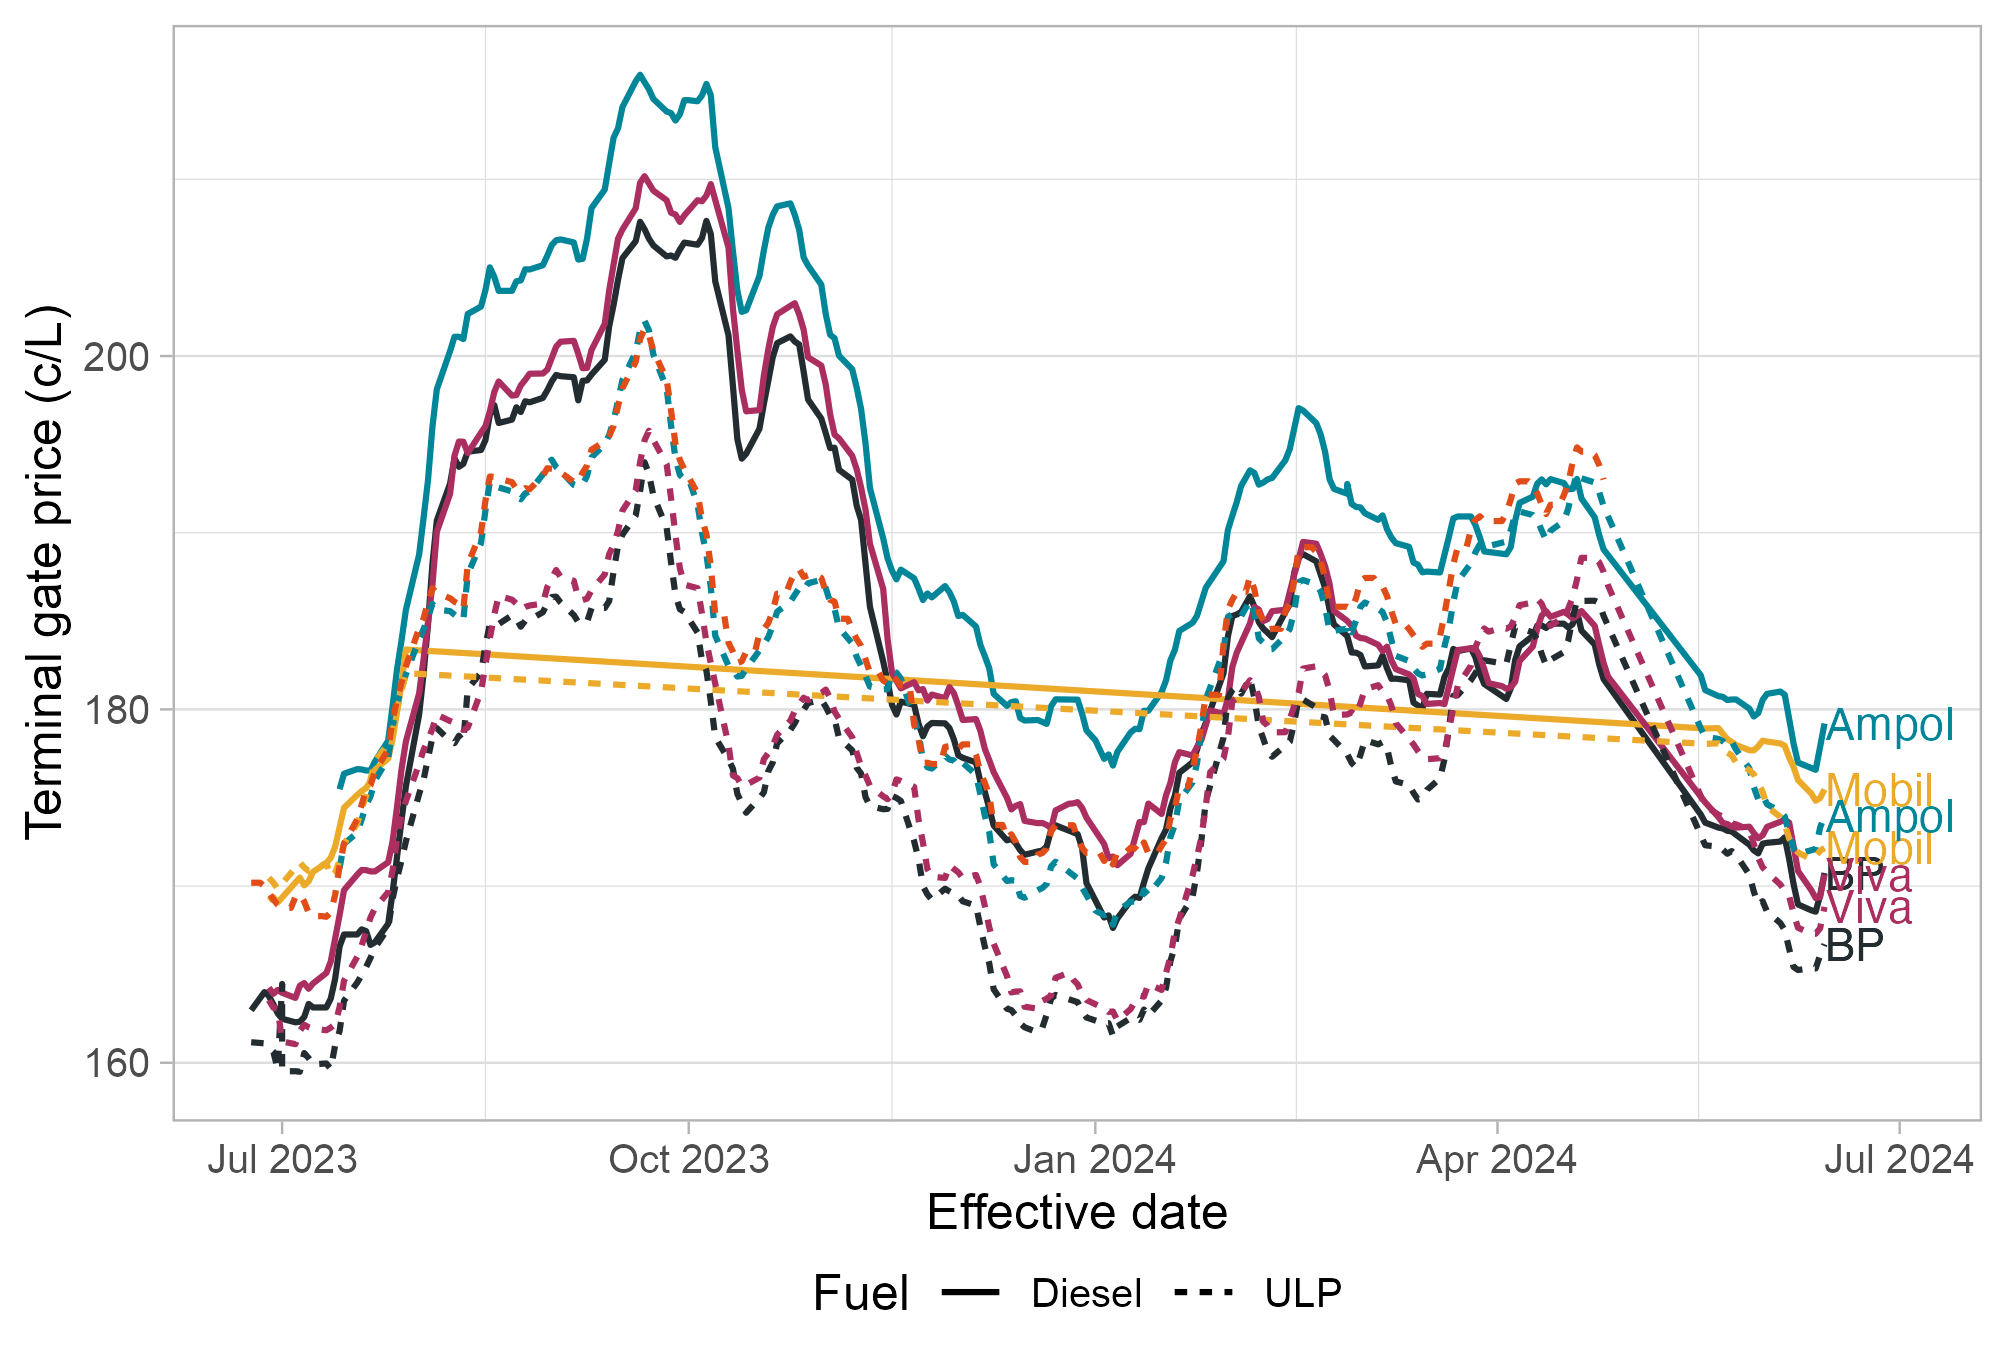 Terminal gate price (c/L)
200
180
160
Ampol
Mobil
Ampol
Mobil
BP
Viva
Viva
BP
Jul 2023
Oct 2023
Jan 2024
Apr 2024
Jul 2024
Effective date
Fuel
Diesel
ULP